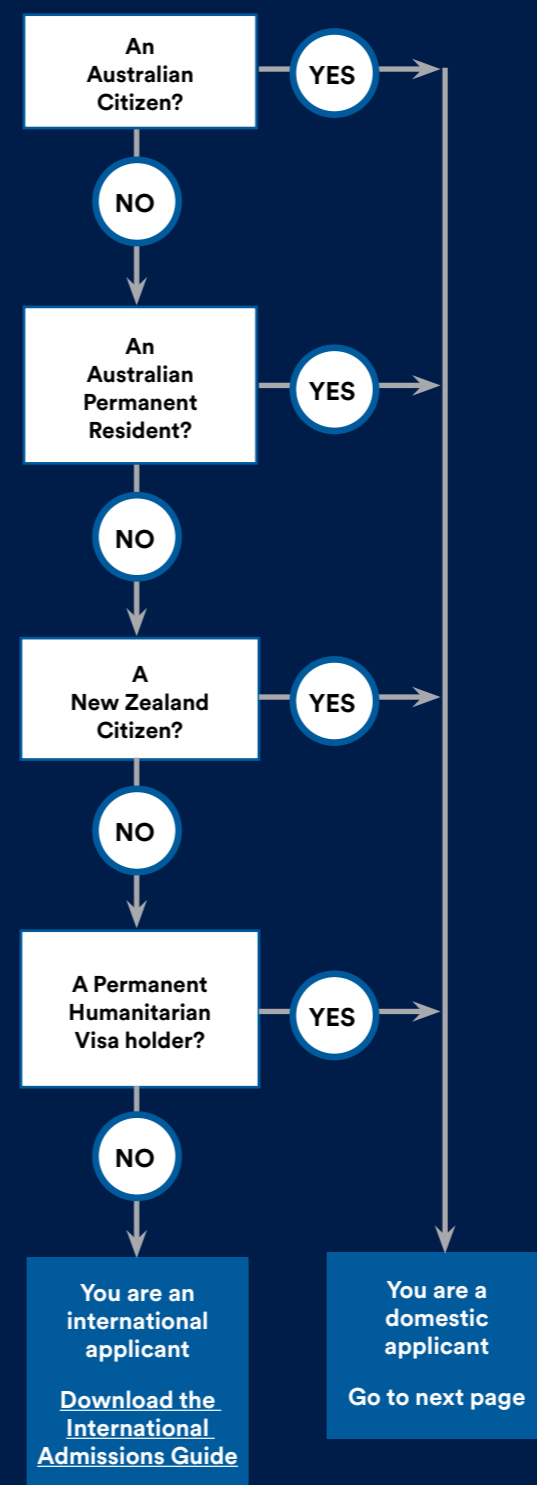 An
Australian
Citizen?
YES
NO
An
Australian
Permanent
Resident?
YES
NO
A
New Zealand
Citizen?
YES
NO
A Permanent
Humanitarian
Visa holder?
YES
NO
You are an
international
applicant
Download the
International
Admissions Guide
You are a
domestic
applicant
Go to next page